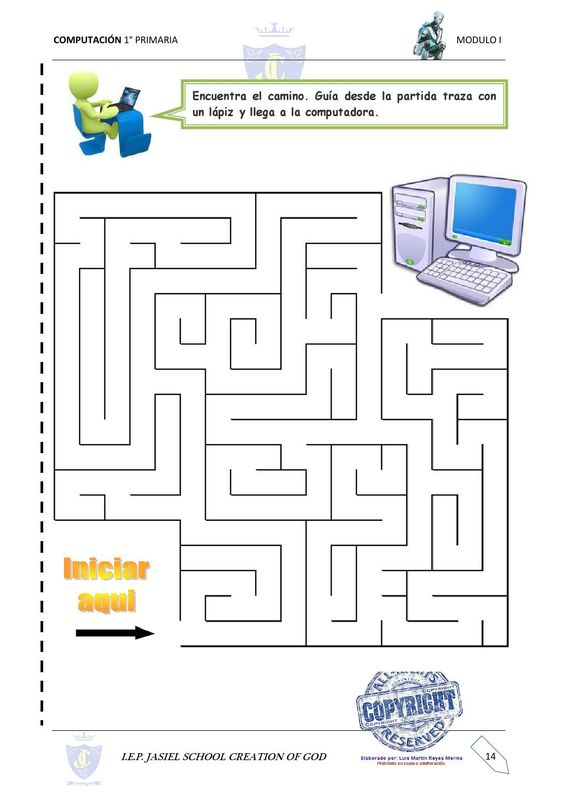 COMPUTACIÓN 1° PRIMARIA
MODULO I
Encuentra el camino. Guía desde la partida traza con
un lápiz y llega a la computadora.
Iniciar
aqui
COPYRIGHT
RESERVED
I.E.P. JASIEL SCHOOL CREATION OF GOD
Elaborado por: Luis Martin Reyes Merma
14